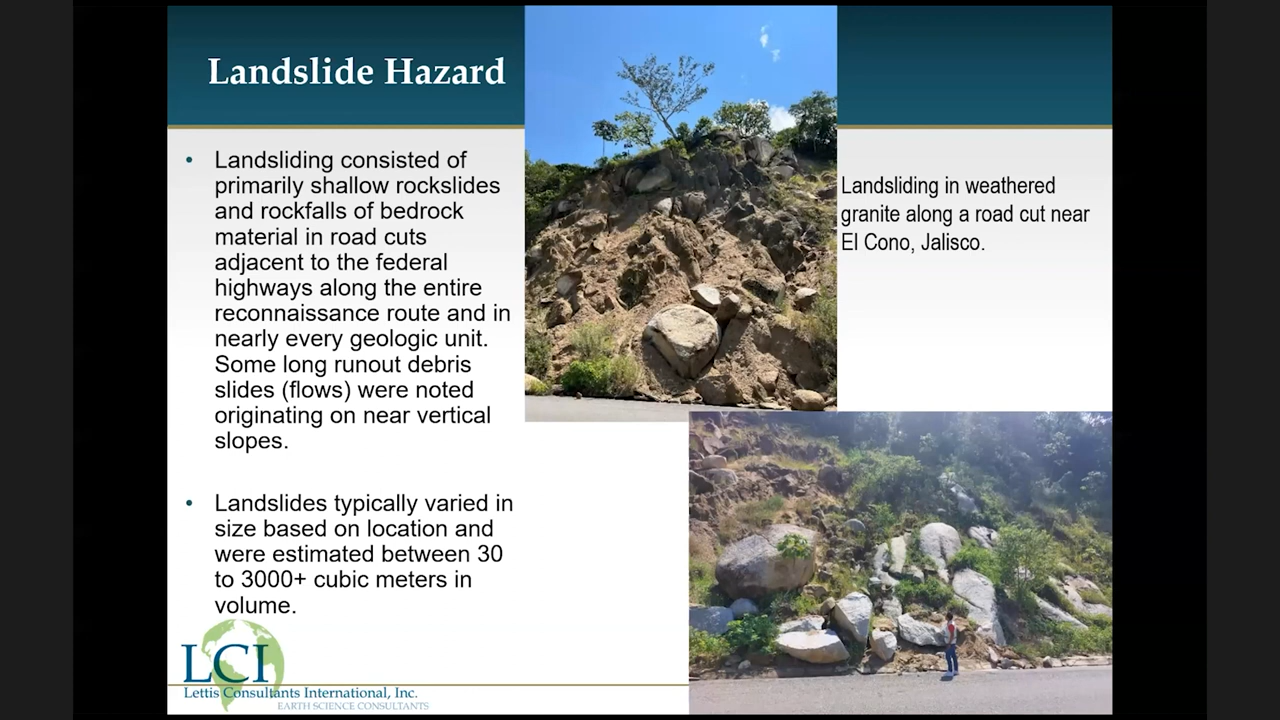 Landslide Hazard
• Landsliding consisted of
primarily shallow rockslides
and rockfalls of bedrock
material in road cuts
adjacent to the federal
highways along the entire
reconnaissance route and in
nearly every geologic unit.
Some long runout debris
slides (flows) were noted
originating on near vertical
slopes.
• Landslides typically varied in
size based on location and
were estimated between 30
to 3000+ cubic meters in
volume.
Landsliding in weathered
granite along a road cut near
El Cono, Jalisco.
LCI
Lettis Consultants International, Inc.
EARTH SCIENCE CONSULTANTS